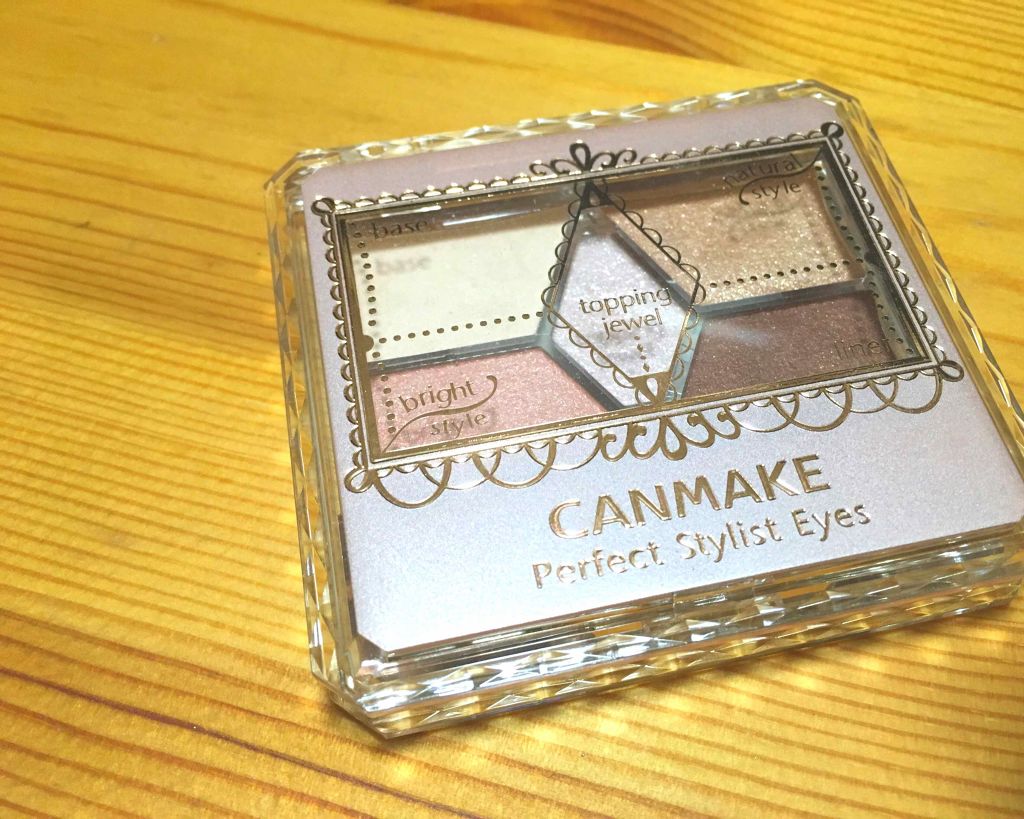 base
natural
style
topping
jewel
liner
bright
style
CANMAKE
Perfect Stylist Eyes